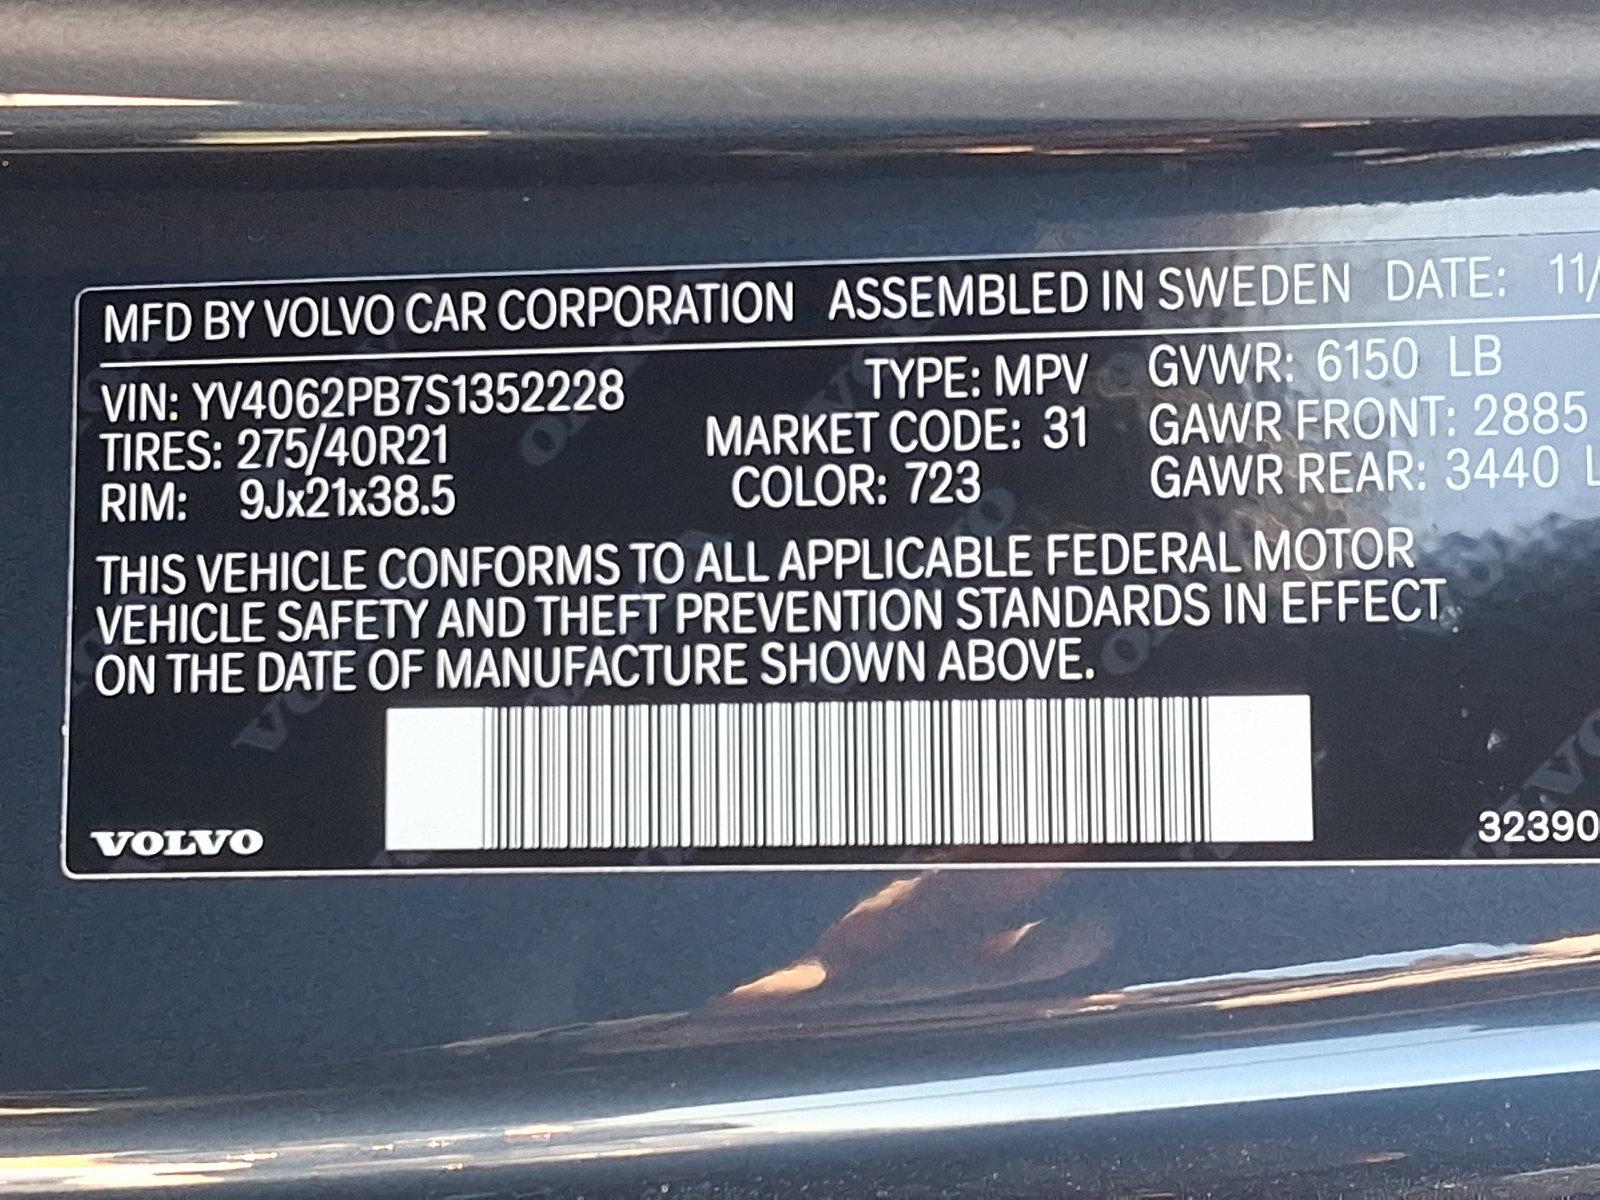 MFD BY VOLVO CAR CORPORATION ASSEMBLED IN SWEDEN DATE: 11/
VIN: YV4062PB7S1352228 TYPE: MPV GVWR: 6150 LB
TIRES: 275/40R21 MARKET CODE: 31 GAWR FRONT: 2885
RIM: 9Jx21x38.5 COLOR: 723 GAWR REAR: 3440 L
THIS VEHICLE CONFORMS TO ALL APPLICABLE FEDERAL MOTOR
VEHICLE SAFETY AND THEFT PREVENTION STANDARDS IN EFFECT
ON THE DATE OF MANUFACTURE SHOWN ABOVE.
VOLVO 32390